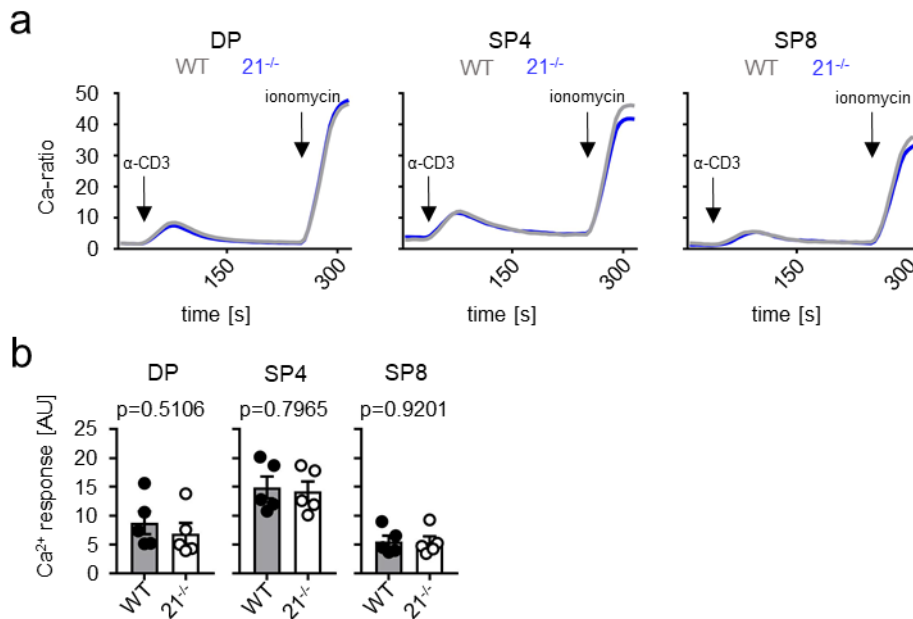 a
DP SP4 SP8
WT 21⁻/⁻ WT 21⁻/⁻ WT 21⁻/⁻
ionomycin ionomycin ionomycin
α-CD3 α-CD3 α-CD3
Ca-ratio
50
40
30
20
10
0
150 300 150 300 150 300
time [s] time [s] time [s]
b
DP SP4 SP8
p=0.5106 p=0.7965 p=0.9201
Ca²⁺ response [AU]
25
20
15
10
5
0
WT 21⁻/⁻ WT 21⁻/⁻ WT 21⁻/⁻